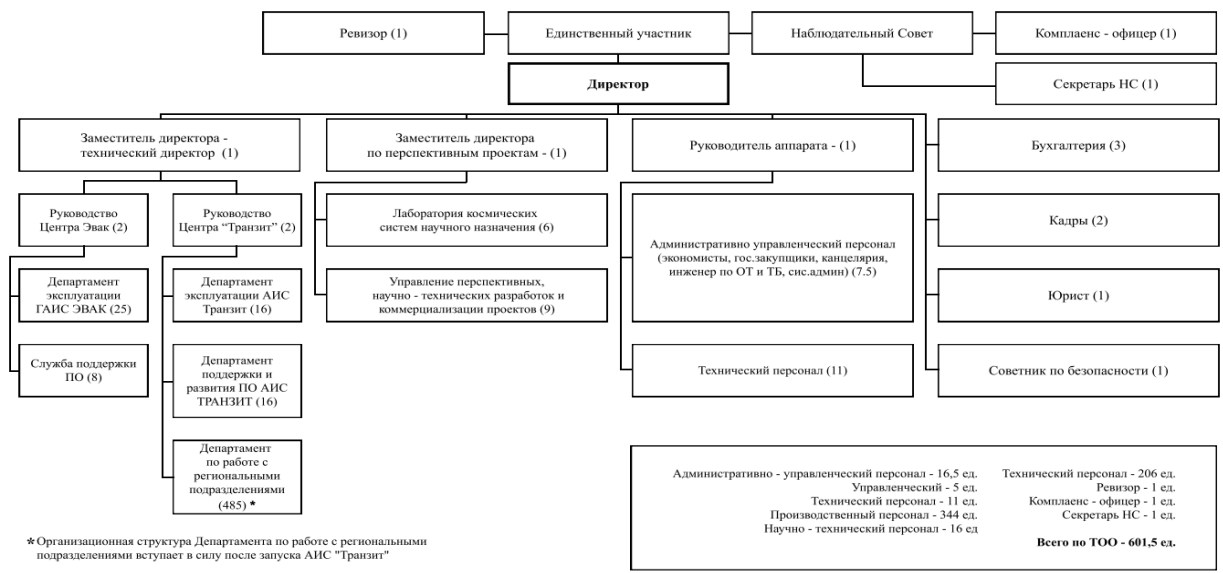 Ревизор (1)
Единственный участник
Наблюдательный Совет
Комплаенс - офицер (1)
Директор
Секретарь НС (1)
Заместитель директора -
технический директор (1)
Заместитель директора
по перспективным проектам - (1)
Руководитель аппарата - (1)
Бухгалтерия (3)
Руководство
Центра Эвак (2)
Руководство
Центра “Транзит” (2)
Лаборатория космических
систем научного назначения (6)
Административно управленческий персонал
(экономисты, гос.закупщики, канцелярия,
инженер по ОТ и ТБ, сис.админ) (7.5)
Кадры (2)
Департамент
эксплуатации
ГАИС ЭВАК (25)
Департамент
эксплуатации АИС
Транзит (16)
Управление перспективных,
научно - технических разработок и
коммерциализации проектов (9)
Юрист (1)
Служба поддержки
ПО (8)
Департамент
поддержки и
развития ПО АИС
ТРАНЗИТ (16)
Технический персонал (11)
Советник по безопасности (1)
Департамент
по работе с
региональными
подразделениями
(485) *
Административно - управленческий персонал - 16,5 ед.
Управленческий - 5 ед.
Технический персонал - 11 ед.
Производственный персонал - 344 ед.
Научно - технический персонал - 16 ед
Технический персонал - 206 ед.
Ревизор - 1 ед.
Комплаенс - офицер - 1 ед.
Секретарь НС - 1 ед.
Всего по ТОО - 601,5 ед.
* Организационная структура Департамента по работе с региональными
подразделениями вступает в силу после запуска АИС "Транзит"